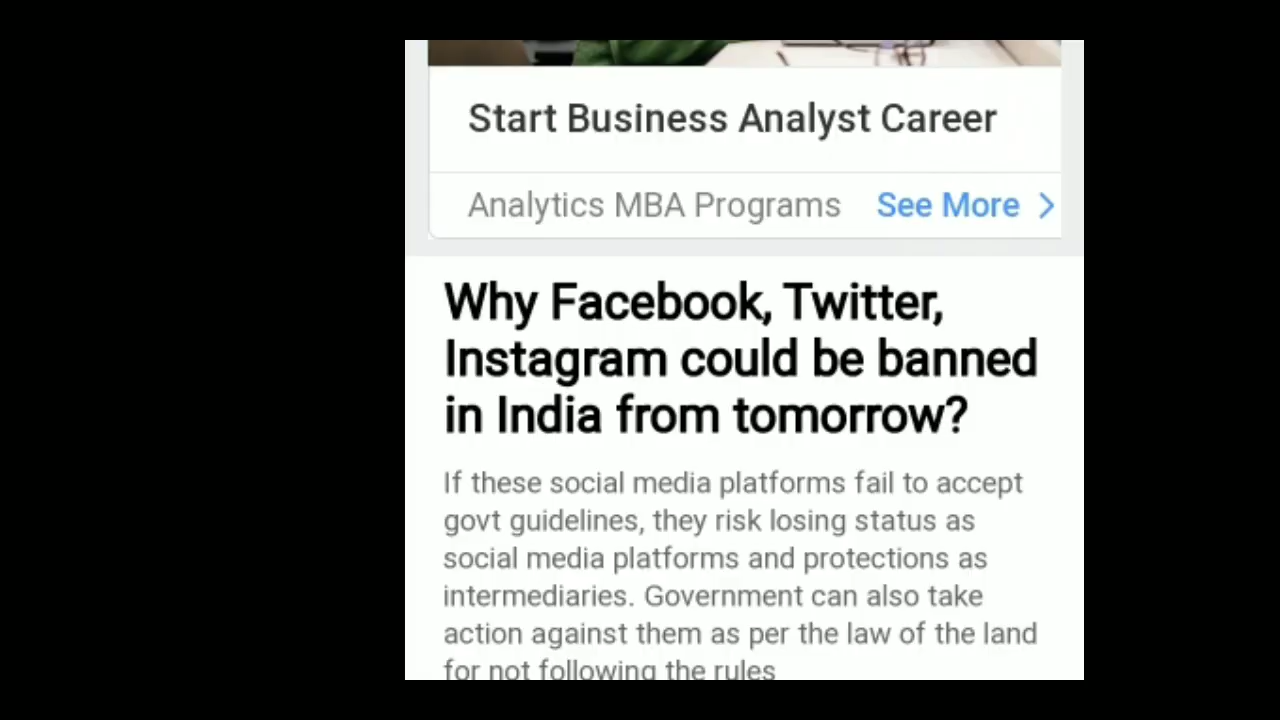 Start Business Analyst Career
Analytics MBA Programs See More
Why Facebook, Twitter,
Instagram could be banned
in India from tomorrow?
If these social media platforms fail to accept
govt guidelines, they risk losing status as
social media platforms and protections as
intermediaries. Government can also take
action against them as per the law of the land
for not following the rules